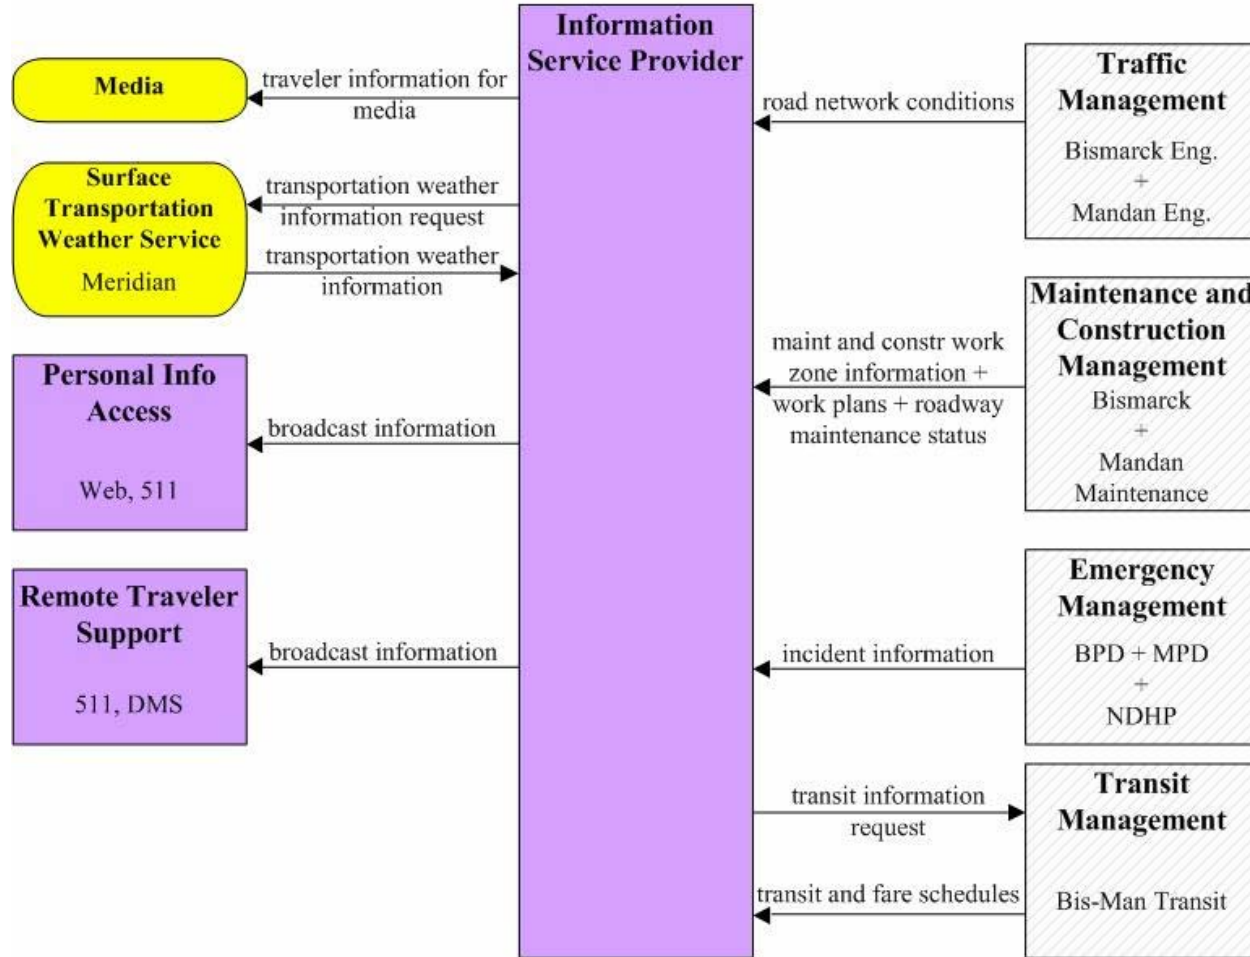 Information
Service Provider
Media
traveler information for
media
Surface
Transportation
Weather Service
Meridian
transportation weather
information request
transportation weather
information
Personal Info
Access
Web, 511
broadcast information
Remote Traveler
Support
511, DMS
broadcast information
road network conditions
Traffic
Management
Bismarck Eng.
+
Mandan Eng.
maint and constr work
zone information +
work plans + roadway
maintenance status
Maintenance and
Construction
Management
Bismarck
+
Mandan
Maintenance
incident information
Emergency
Management
BPD + MPD
+
NDHP
transit information
request
transit and fare schedules
Transit
Management
Bis-Man Transit